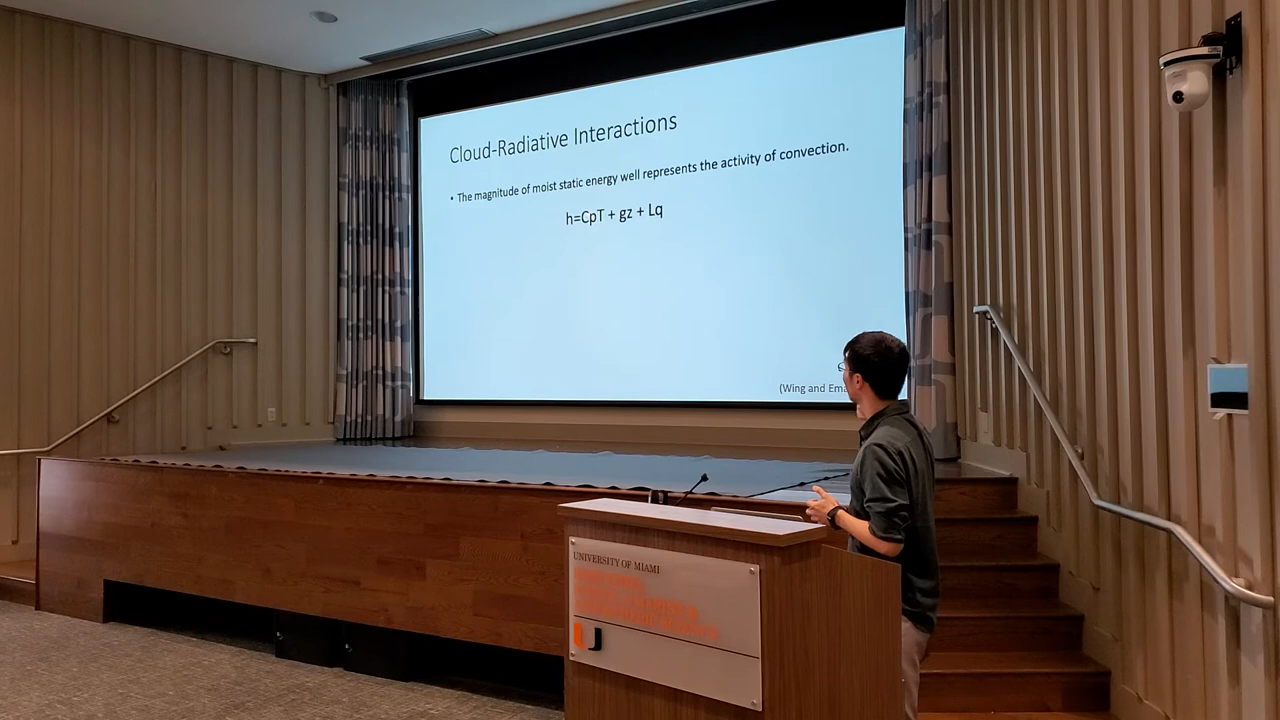 Cloud-Radiative Interactions
• The magnitude of moist static energy well represents the activity of convection.
h=CpT + gz + Lq
(Wing and Ema
UNIVERSITY OF MIAMI